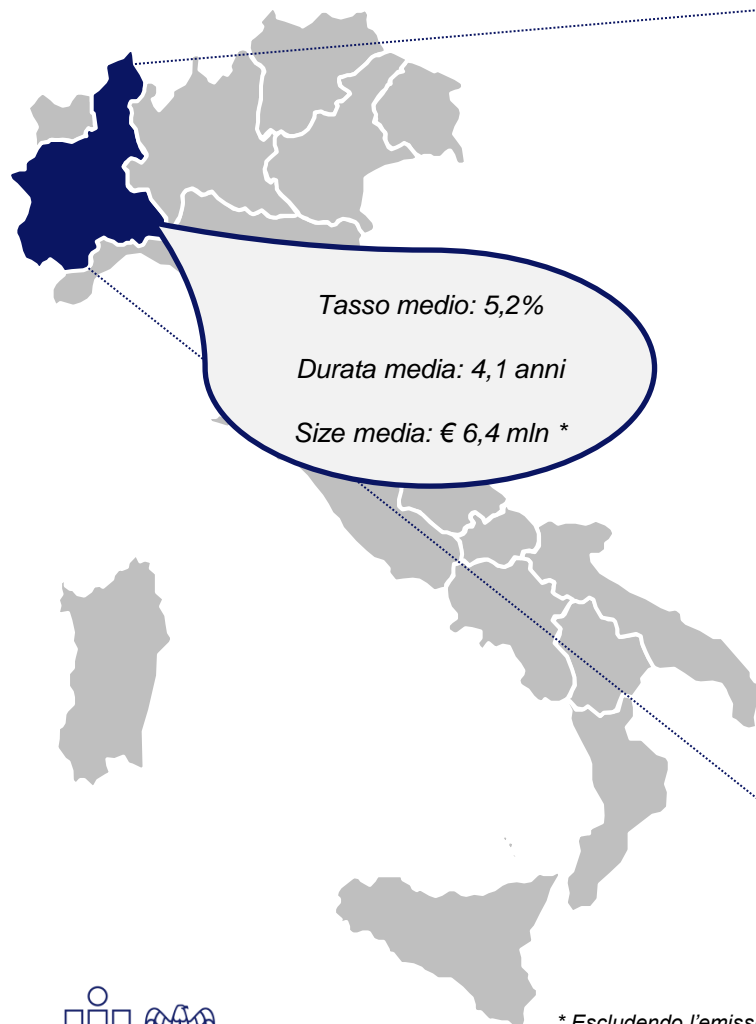 Tasso medio: 5,2%
Durata media: 4,1 anni
Size media: € 6,4 mln *
* Escludendo l'emiss